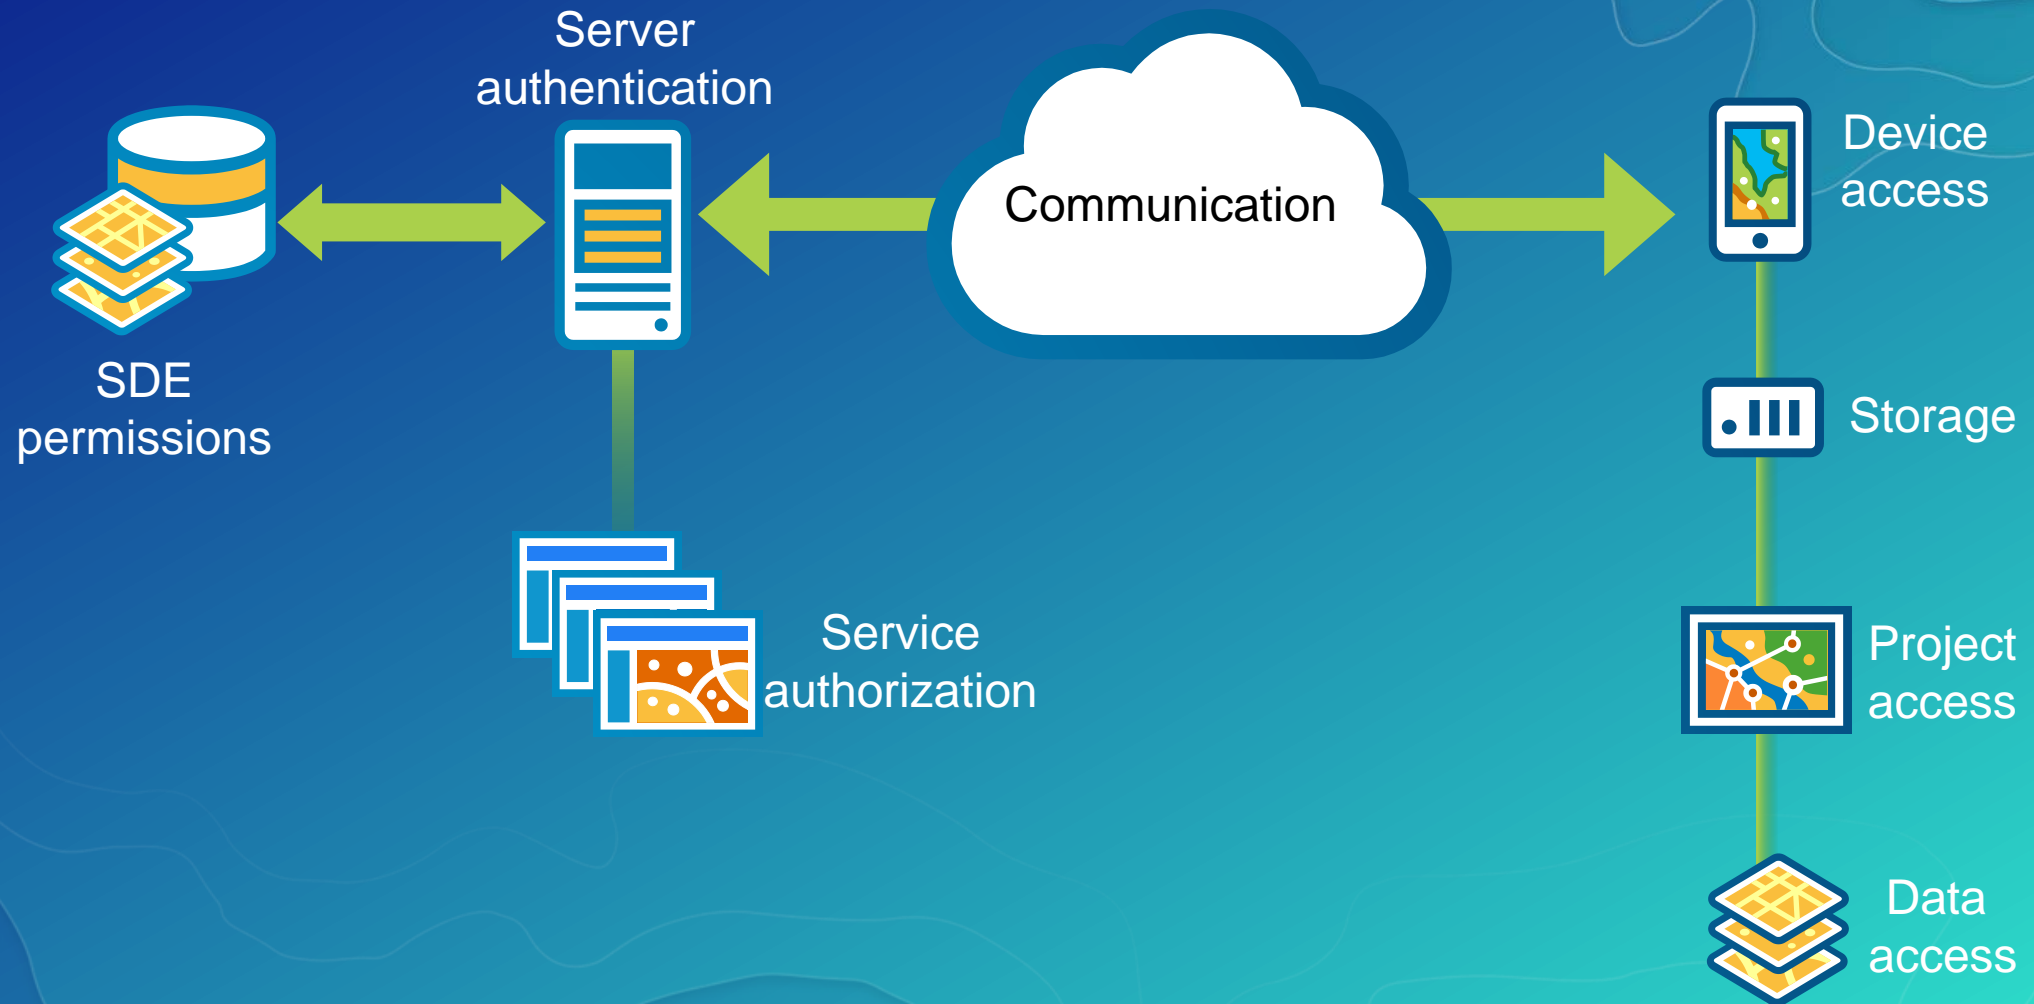 Server
authentication
Communication
Device
access
SDE
permissions
Storage
Service
authorization
Project
access
Data
access